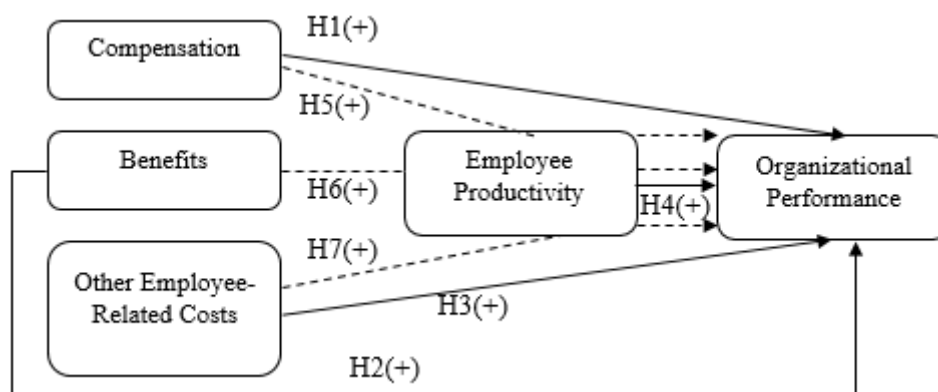 H1(+)
Compensation
H5(+)
Benefits
H6(+)
Employee
Productivity
H4(+)
Organizational
Performance
H7(+)
Other Employee-
Related Costs
H3(+)
H2(+)